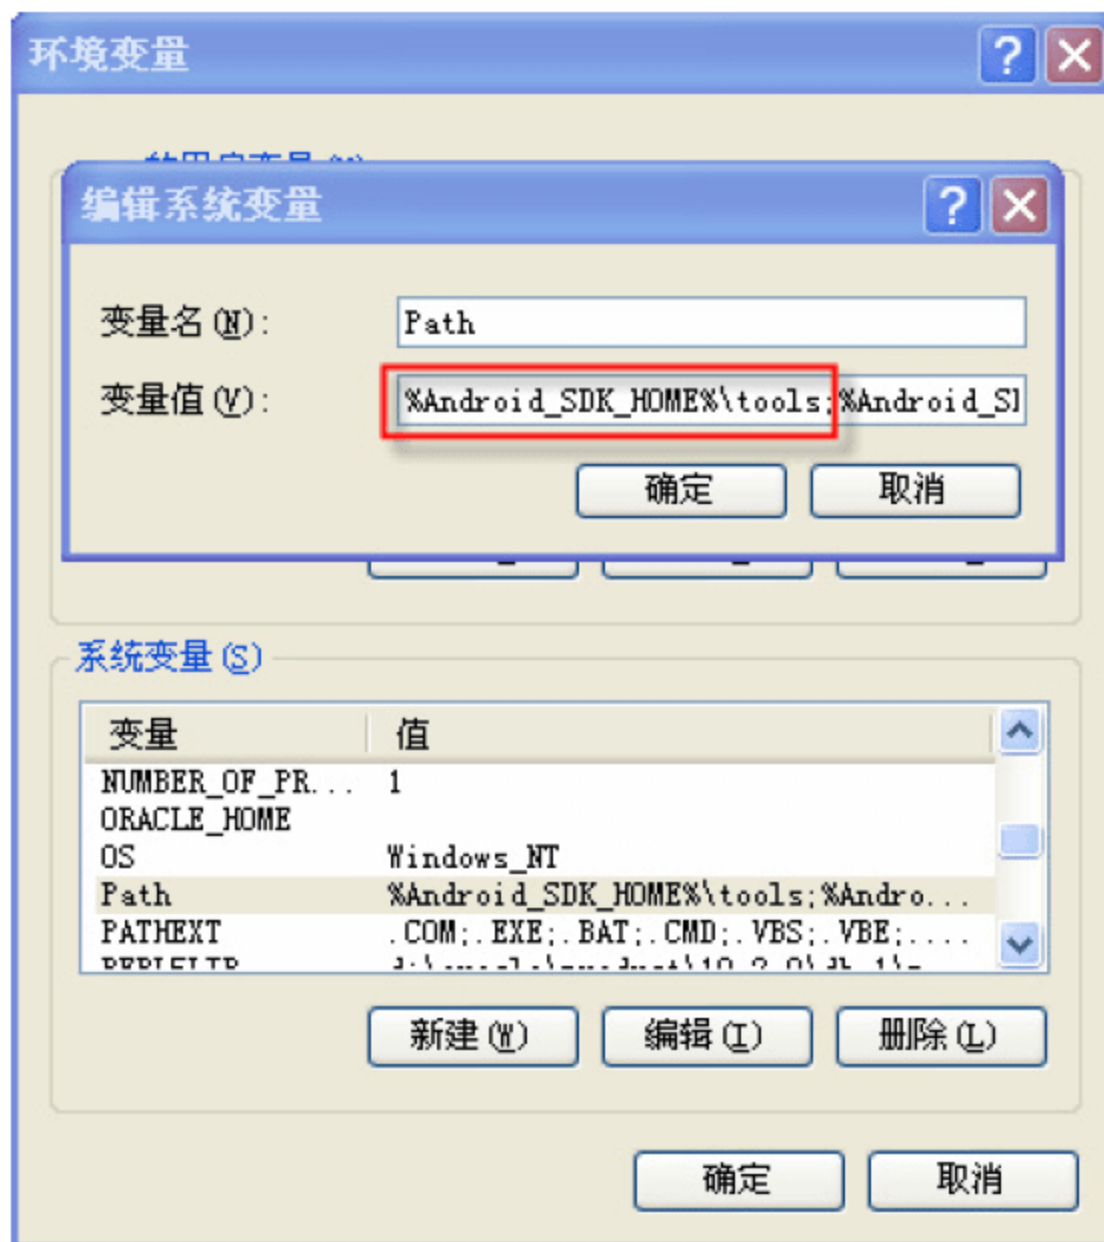 环境变量
编辑系统变量
变量名(N):
Path
变量值(V):
%Android_SDK_HOME%\tools;%Android_S
确定
取消
系统变量(S)
变量 值
NUMBER_OF_PR... 1
ORACLE_HOME
OS Windows_NT
Path %Android_SDK_HOME%\tools;%Andro...
PATHEXT .COM;.EXE;.BAT;.CMD;.VBS;.VBE;....
新建(W)
编辑(I)
删除(L)
确定
取消